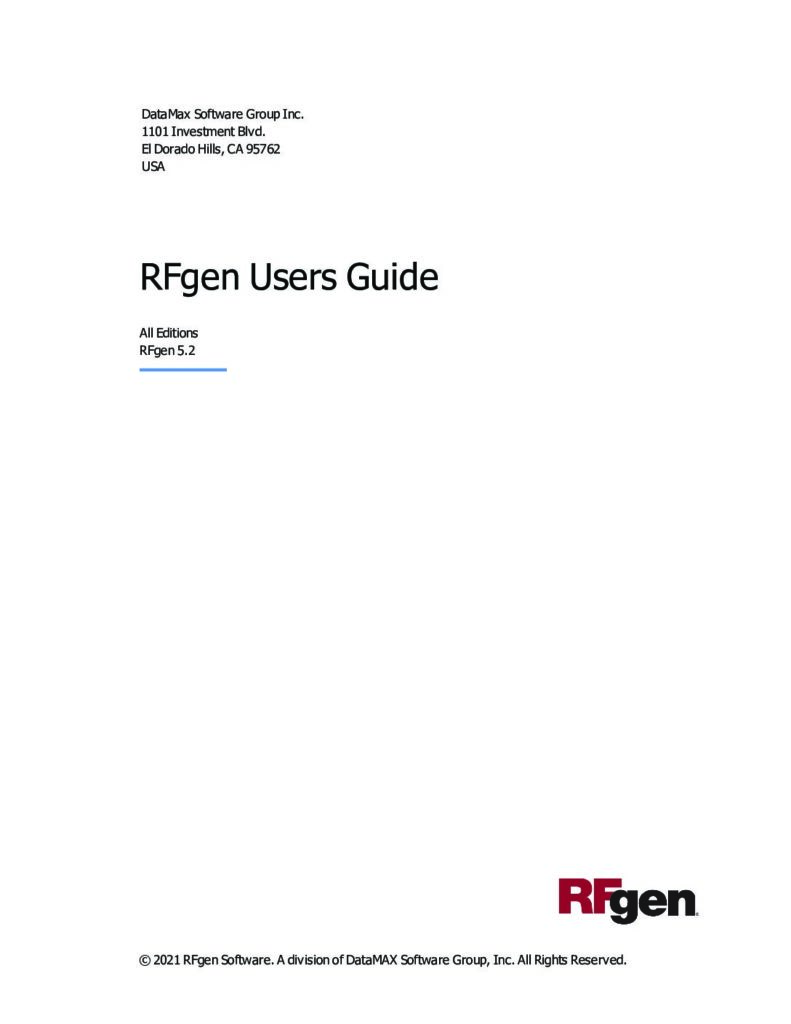 DataMax Software Group Inc.
1101 Investment Blvd.
El Dorado Hills, CA 95762
USA
RFgen Users Guide
All Editions
RFgen 5.2
RFgen
© 2021 RFgen Software. A division of DataMAX Software Group, Inc. All Rights Reserved.